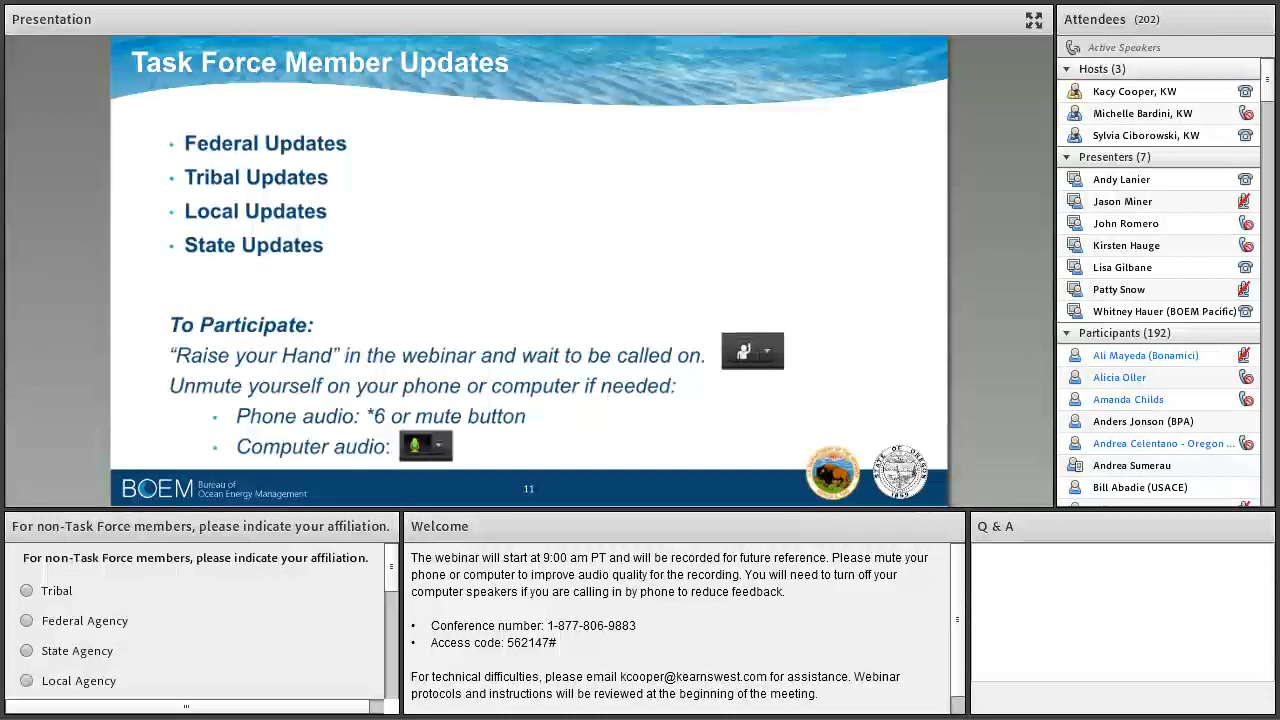 Presentation
Task Force Member Updates
• Federal Updates
• Tribal Updates
• Local Updates
• State Updates
To Participate:
“Raise your Hand” in the webinar and wait to be called on.
Unmute yourself on your phone or computer if needed:
• Phone audio: *6 or mute button
• Computer audio:
BOEM Bureau of
Ocean Energy Management
11
STATE OF OREGON
1859
Attendees (202)
Active Speakers
Hosts (3)
Kacy Cooper, KW
Michelle Bardini, KW
Sylvia Ciborowski, KW
Presenters (7)
Andy Lanier
Jason Miner
John Romero
Kirsten Hauge
Lisa Gilbane
Patty Snow
Whitney Hauer (BOEM Pacific)
Participants (192)
Ali Mayeda (Bonamici)
Alicia Oller
Amanda Childs
Anders Jonson (BPA)
Andrea Celentano - Oregon ...
Andrea Sumerau
Bill Abadie (USACE)
For non-Task Force members, please indicate your affiliation.
For non-Task Force members, please indicate your affiliation.
Tribal
Federal Agency
State Agency
Local Agency
Welcome
The webinar will start at 9:00 am PT and will be recorded for future reference. Please mute your
phone or computer to improve audio quality for the recording. You will need to turn off your
computer speakers if you are calling in by phone to reduce feedback.
• Conference number: 1-877-806-9883
• Access code: 562147#
For technical difficulties, please email kcooper@kearnswest.com for assistance. Webinar
protocols and instructions will be reviewed at the beginning of the meeting.
Q & A